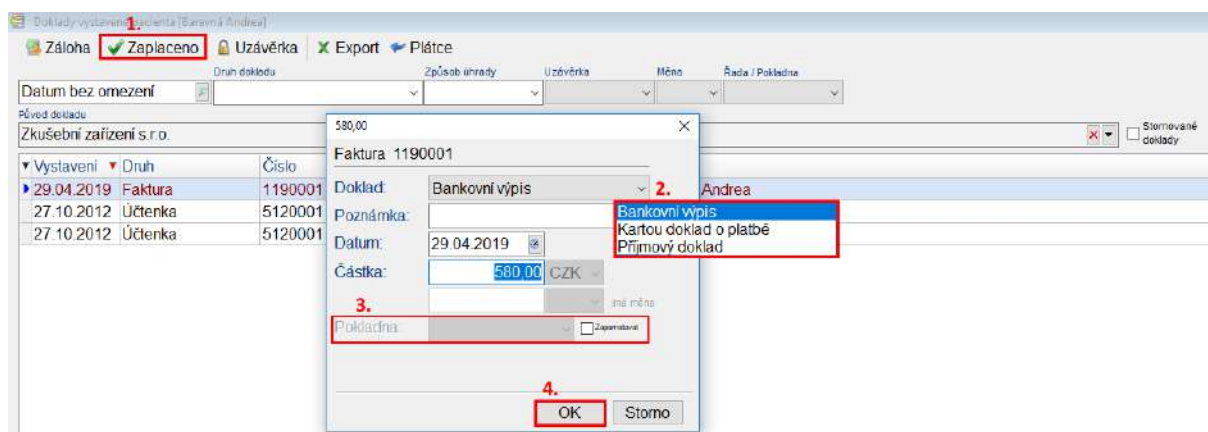 Doklady vystavené pacienta [Barevná Andrea]
1.
Záloha Zaplaceno Uzávěrka Export Plátce
Druh dokladu Způsob úhrady Uzávěrka Měna Řada / Pokladna
Datum bez omezení
Původ dokladu
Zkušební zařízení s.r.o. Stornované doklady
Vystavení Druh Číslo
29.04.2019 Faktura 1190001 Andrea
27.10.2012 Účtenka 5120001
27.10.2012 Účtenka 5120001
580,00
Faktura 1190001
Doklad: Bankovní výpis 2.
Bankovní výpis
Kartou doklad o platbě
Příjmový doklad
Poznámka:
Datum: 29.04.2019
Částka: 580,00 CZK
jiná měna
3.
Pokladna: Zapamatovat
4.
OK Storno